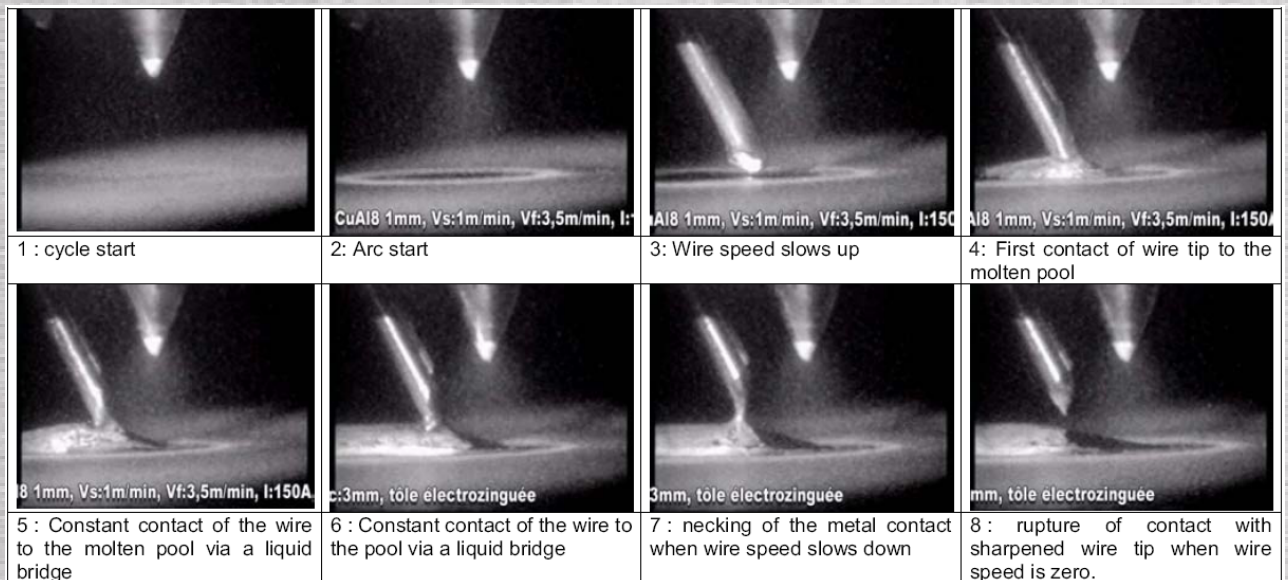 CuAl8 1mm, Vs:1m/min, Vf:3,5m/min, I:1
uAl8 1mm, Vs:1m/min, Vf:3,5m/min, I:150
Al8 1mm, Vs:1m/min, Vf:3,5m/min, I:150A
1 : cycle start
2: Arc start
3: Wire speed slows up
4: First contact of wire tip to the
molten pool
l8 1mm, Vs:1m/min, Vf:3,5m/min, I:150A.
c:3mm, tôle électrozinguée
3mm, tôle électrozinguée
mm, tôle électrozinguée
5 : Constant contact of the wire
to the molten pool via a liquid
bridge
6 : Constant contact of the wire to
the pool via a liquid bridge
7 : necking of the metal contact
when wire speed slows down
8 : rupture of contact with
sharpened wire tip when wire
speed is zero.